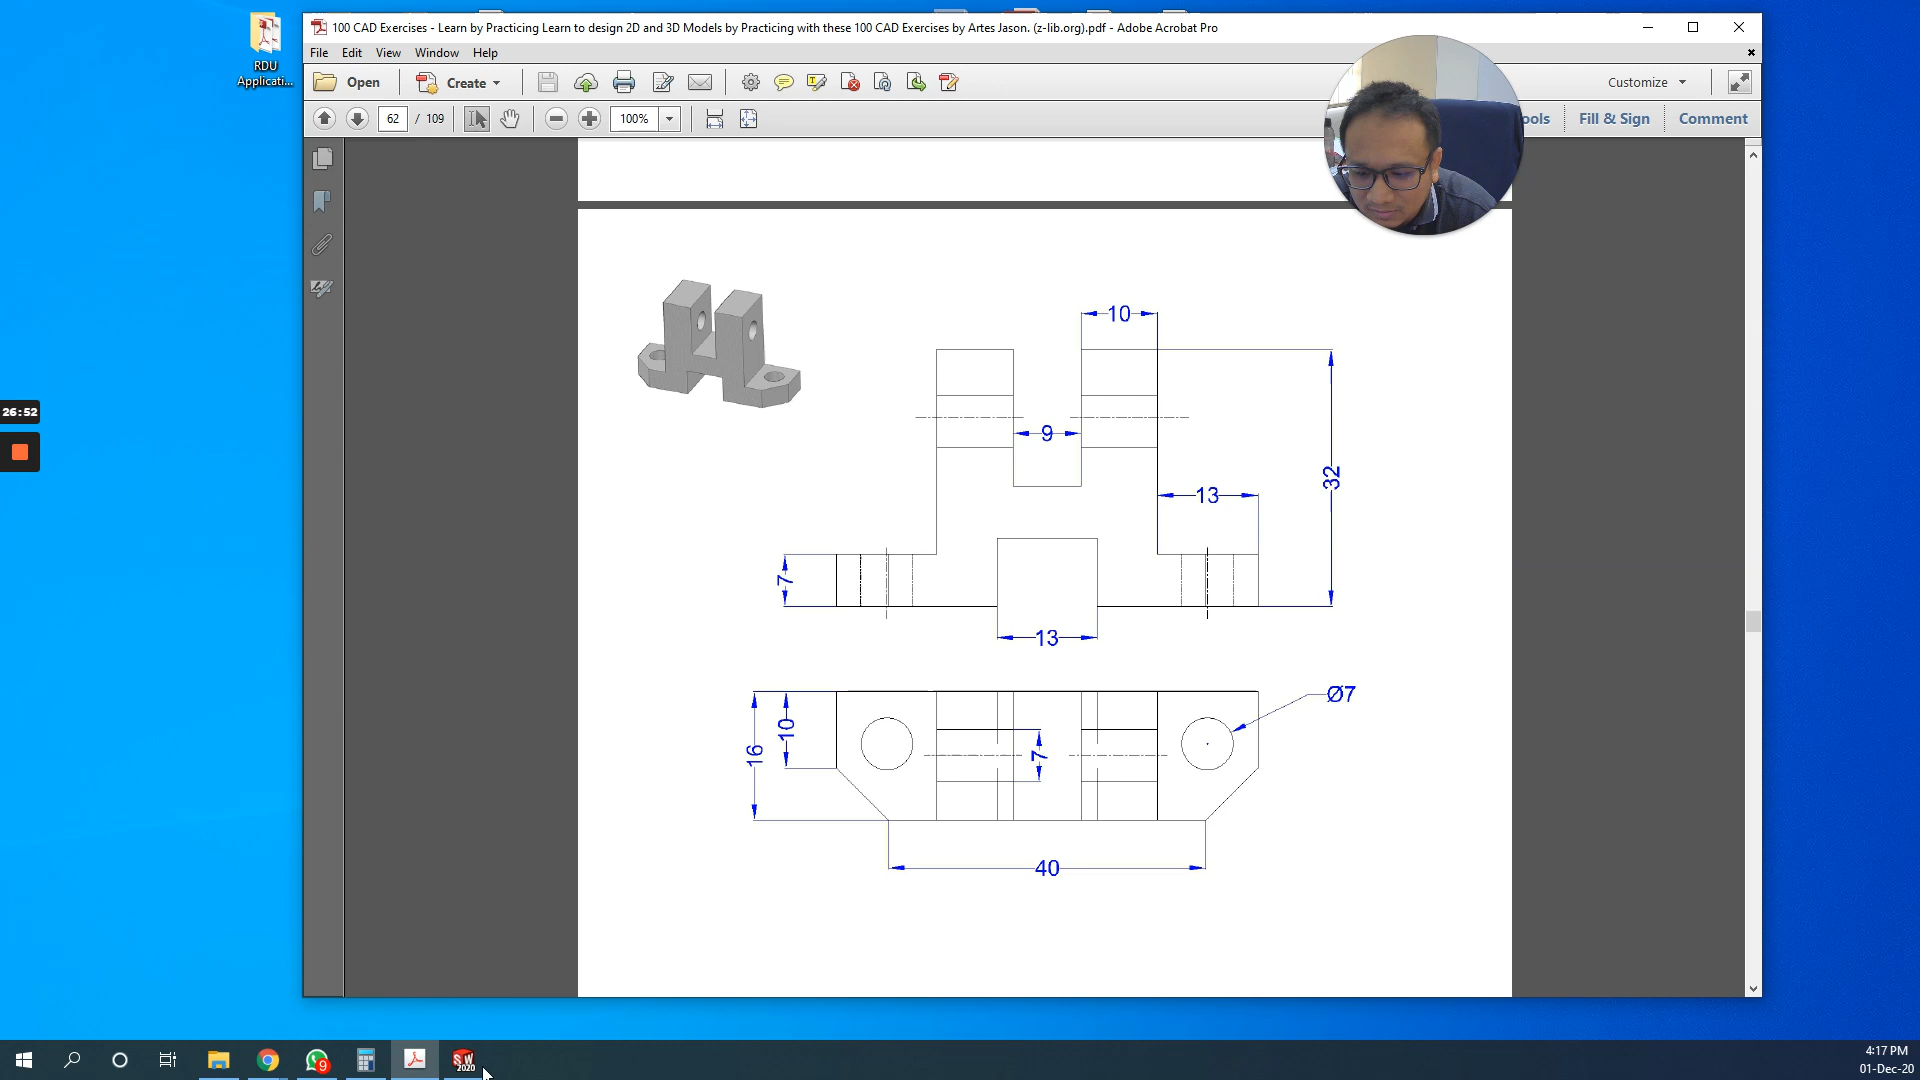 RDU
Applicati...
100 CAD Exercises - Learn by Practicing Learn to design 2D and 3D Models by Practicing with these 100 CAD Exercises by Artes Jason. (z-lib.org).pdf - Adobe Acrobat Pro
File Edit View Window Help
Open Create Customize
62 / 109 100% ools Fill & Sign Comment
26:52
10
9
32
13
7
13
Ø7
10
16
7
40
9
SW
2020
4:17 PM
01-Dec-20